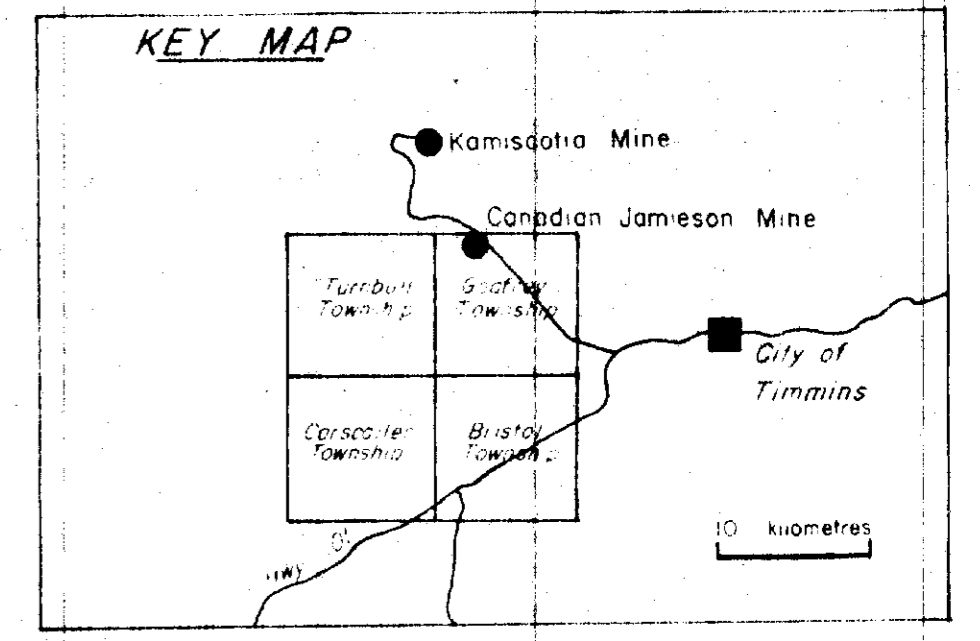 KEY MAP
Kamiscotia Mine
Canadian Jamieson Mine
Turnbull
Township
Godfrey
Township
City of
Timmins
Carscallen
Township
Bristol
Township
10 kilometres
Hwy